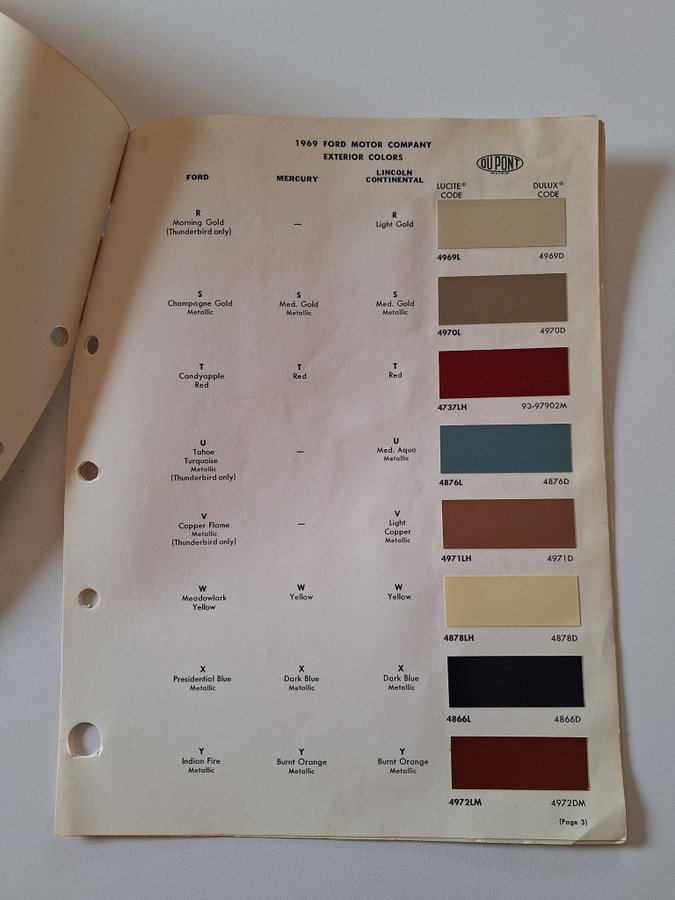 1969 FORD MOTOR COMPANY
EXTERIOR COLORS
DU PONT
FORD MERCURY LINCOLN CONTINENTAL LUCITE® CODE DULUX® CODE
R R
Morning Gold — Light Gold
(Thunderbird only)
4969L 4969D
S S S
Champagne Gold Med. Gold Med. Gold
Metallic Metallic Metallic
4970L 4970D
T T T
Candyapple Red Red
Red
4737LH 93-97902M
U U
Tahoe — Med. Aqua
Turquoise Metallic
Metallic
(Thunderbird only)
4876L 4876D
V V
Copper Flame — Light
Metallic Copper
(Thunderbird only) Metallic
4971LH 4971D
W W W
Meadowlark Yellow Yellow
Yellow
4878LH 4878D
X X X
Presidential Blue Dark Blue Dark Blue
Metallic Metallic Metallic
4866L 4866D
Y Y Y
Indian Fire Burnt Orange Burnt Orange
Metallic Metallic Metallic
4972LM 4972DM
(Page 3)